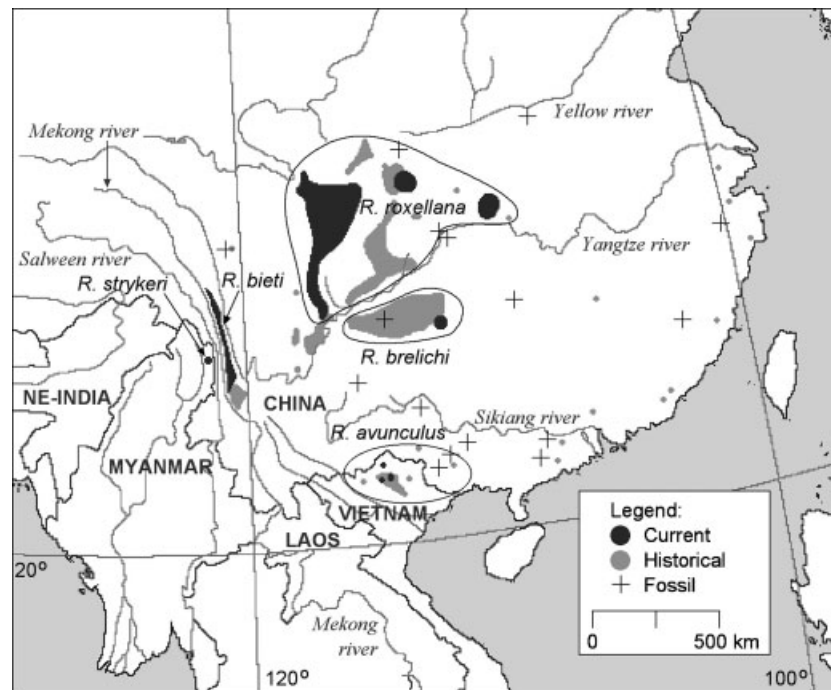 Yellow river
Mekong river
R. roxellana
Yangtze river
Salween river
R. bieti
R. strykeri
R. brelichi
NE-INDIA
CHINA
Sikiang river
R. avunculus
MYANMAR
VIETNAM
LAOS
Legend:
Current
Historical
Fossil
20°
0 500 km
Mekong
river
120°
100°